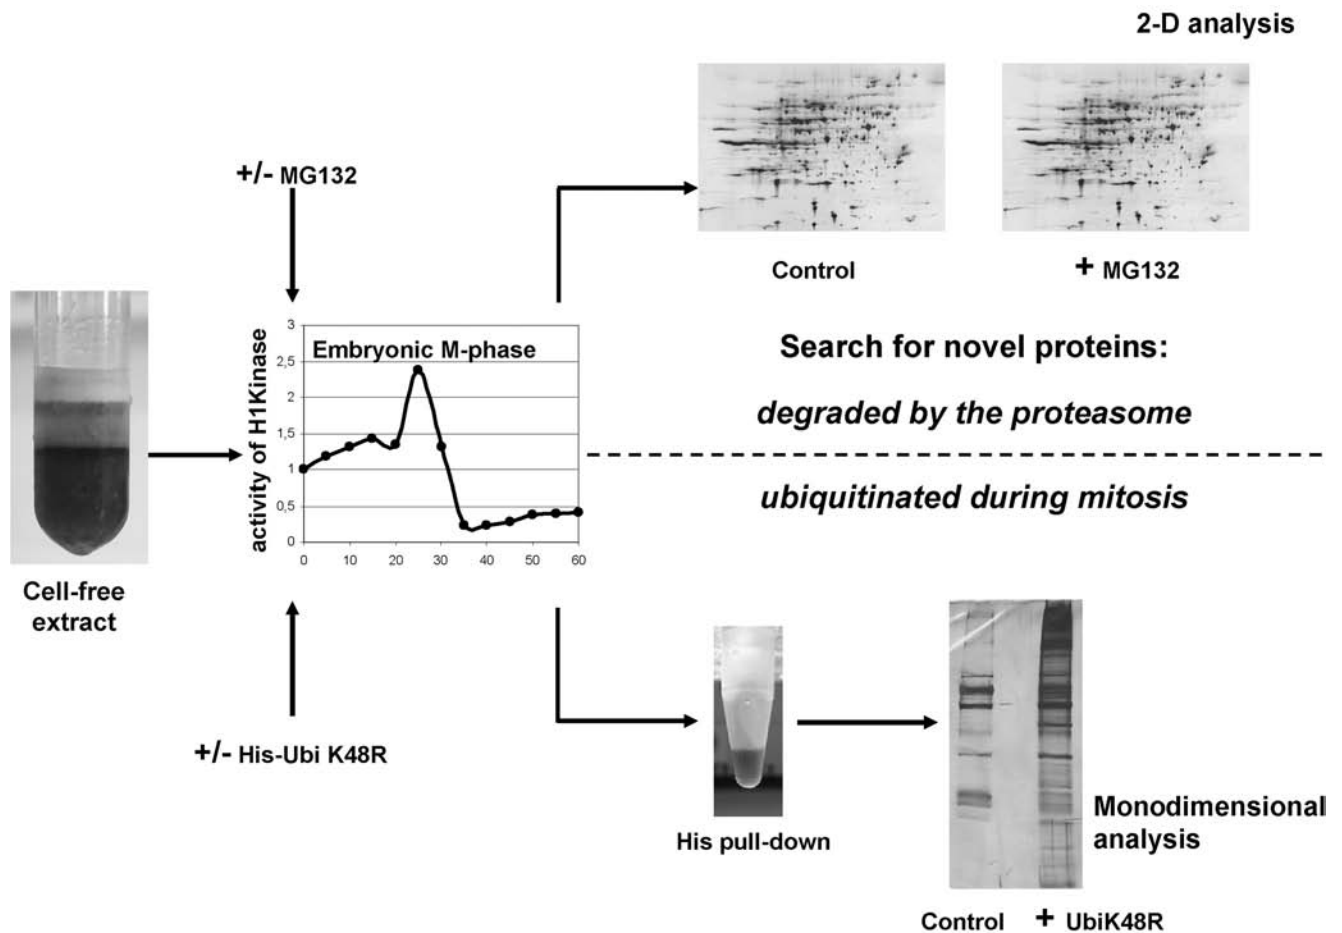 2-D analysis
+/- MG132
Control
+ MG132
activity of H1Kinase
Embryonic M-phase
3
2,5
2
1,5
1
0,5
0
0 10 20 30 40 50 60
Search for novel proteins:
degraded by the proteasome
ubiquitinated during mitosis
Cell-free
extract
+/- His-Ubi K48R
His pull-down
Monodimensional
analysis
Control + UbiK48R